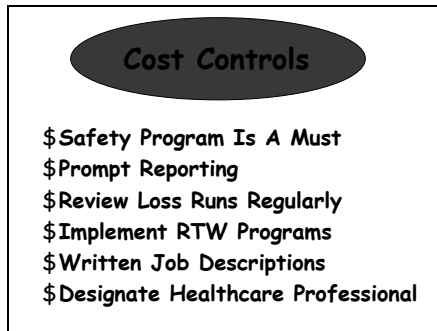 Cost Controls
$Safety Program Is A Must
$Prompt Reporting
$Review Loss Runs Regularly
$Implement RTW Programs
$Written Job Descriptions
$Designate Healthcare Professional